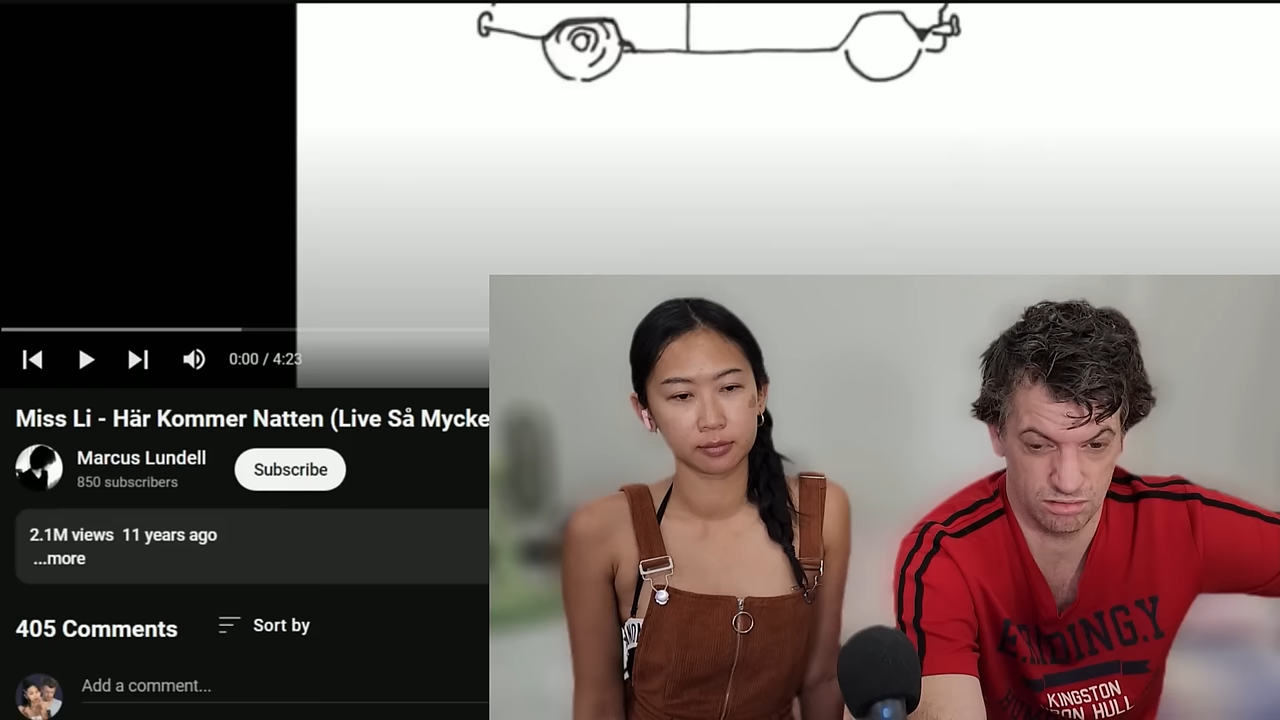 0:00 / 4:23
Miss Li - Här Kommer Natten (Live Så Mycke
Marcus Lundell
850 subscribers
Subscribe
2.1M views 11 years ago
...more
405 Comments
Sort by
Add a comment...
KINGSTON
HULL